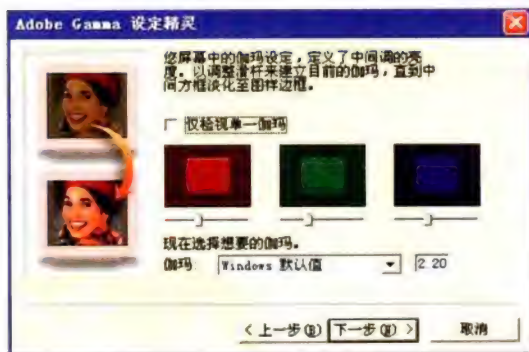 Adobe Gamma 设定精灵
您屏幕中的伽玛设定，定义了中间调的亮
度。以调整滑杆来建立目前的伽玛，直到中
间方框淡化至图样边框。
仅检视单一伽玛
现在选择想要的伽玛。
伽玛 Windows 默认值 2.20
< 上一步(B) 下一步(N) > 取消